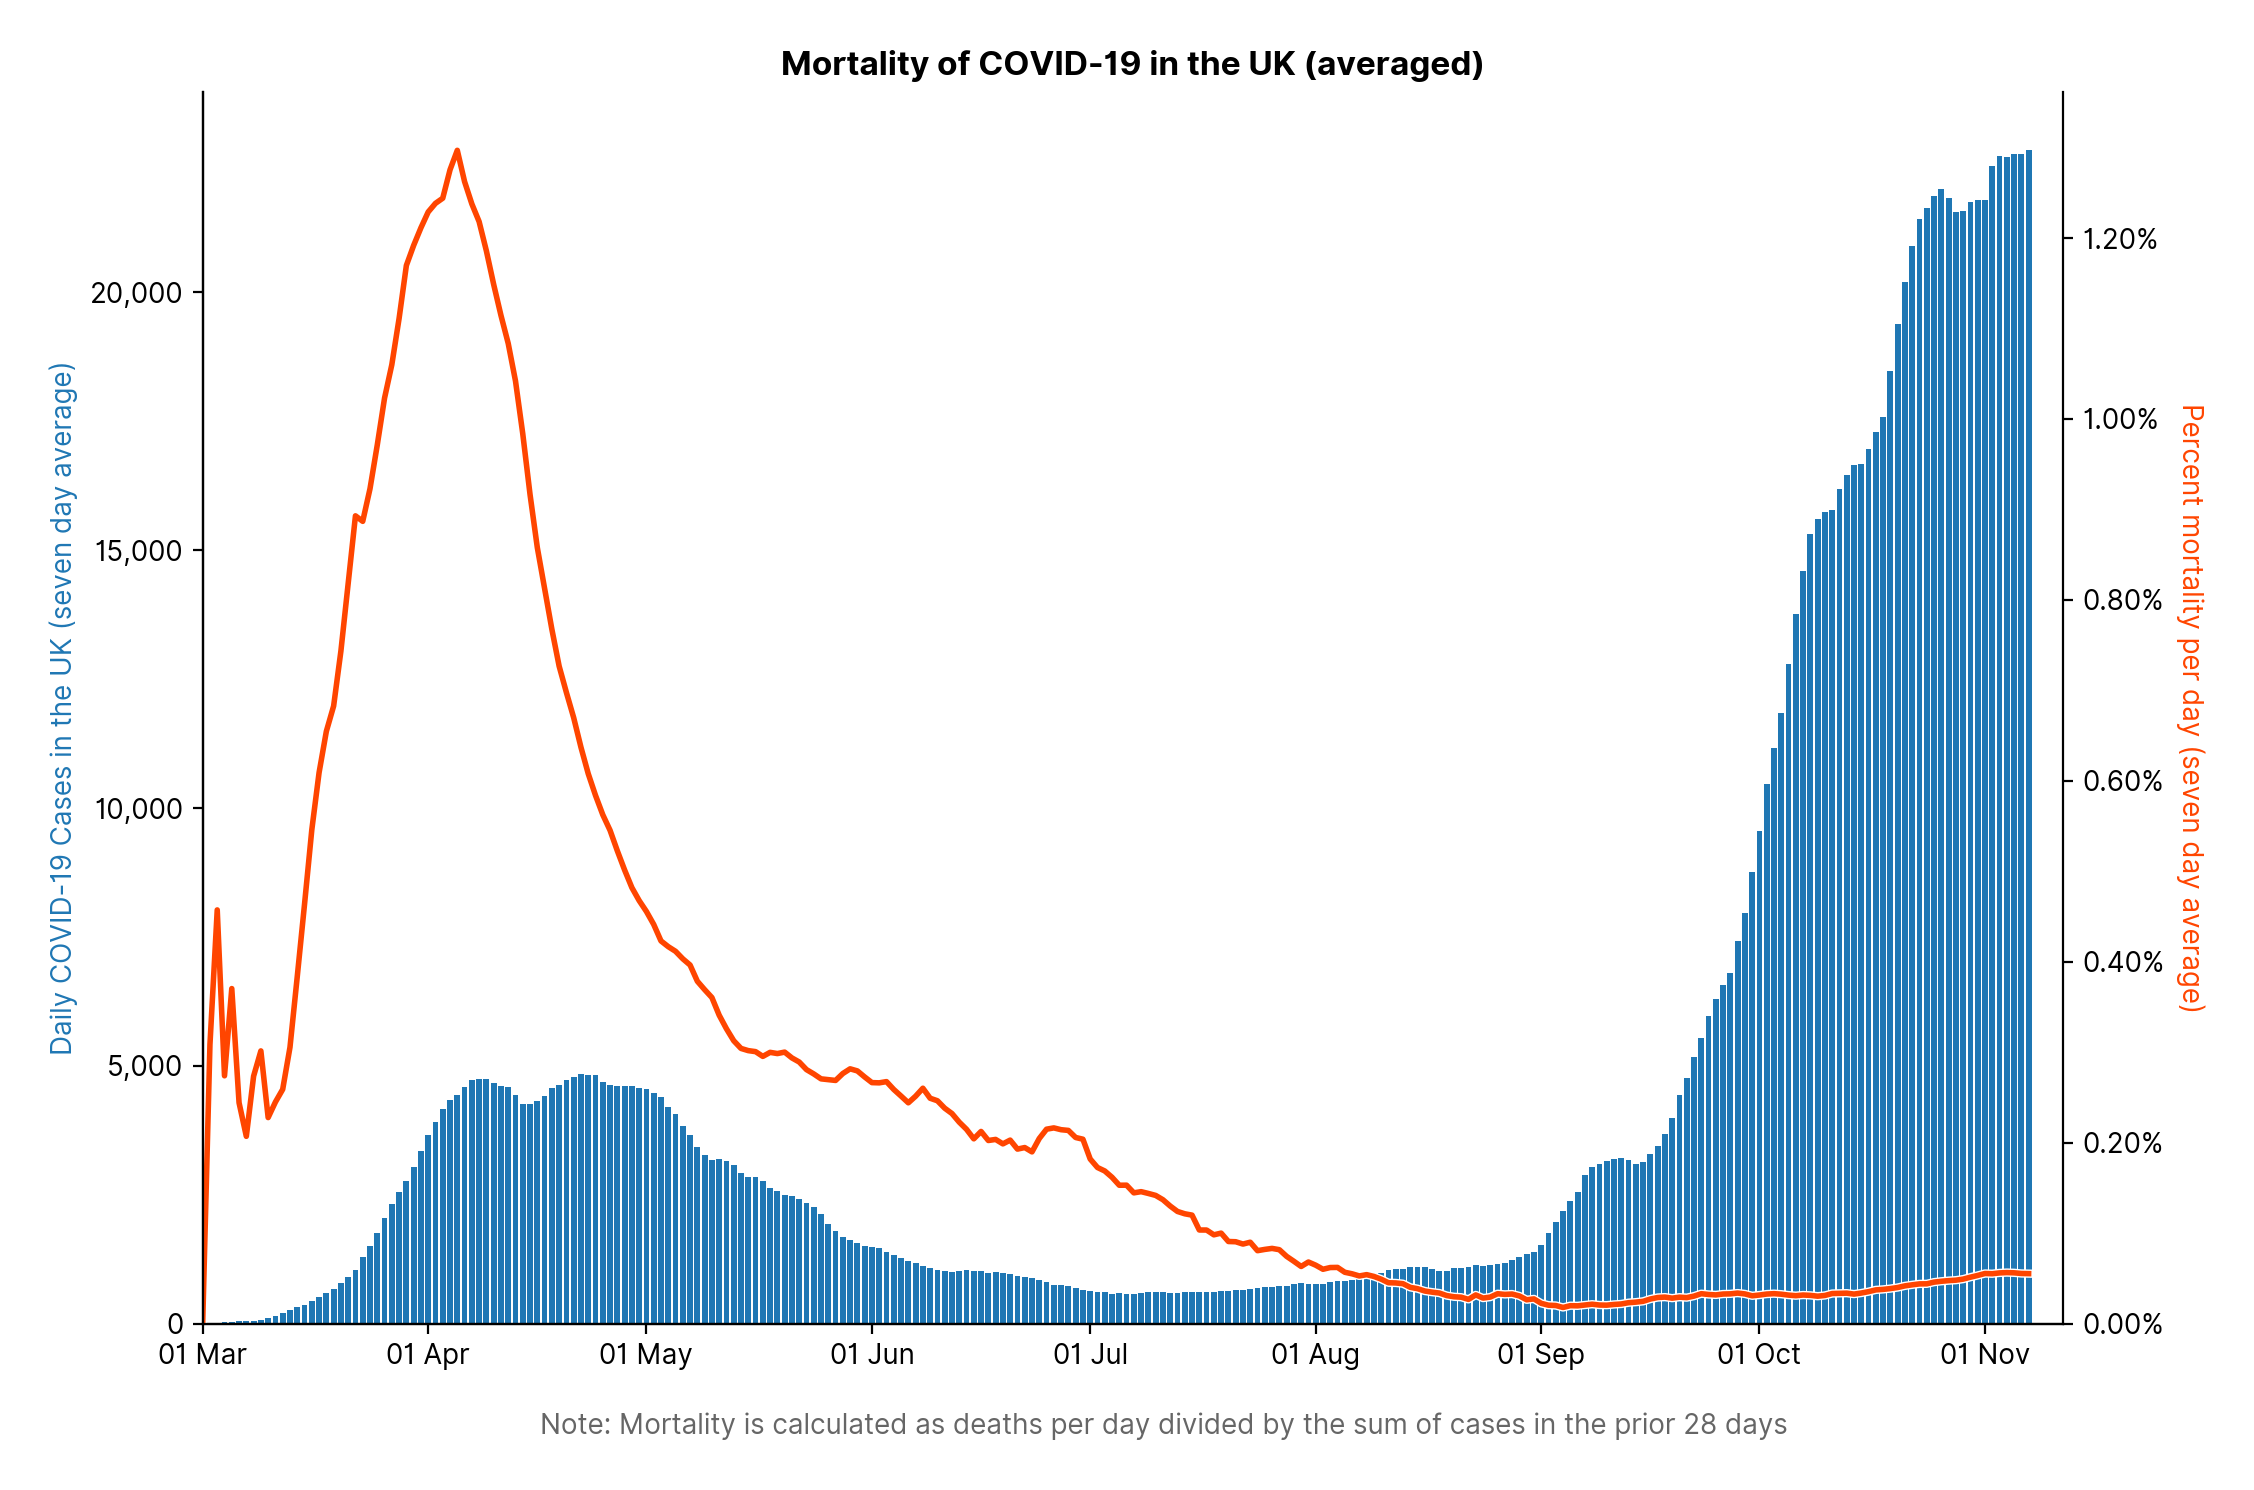 Mortality of COVID-19 in the UK (averaged)
Daily COVID-19 Cases in the UK (seven day average)
20,000
15,000
10,000
5,000
0
1.20%
1.00%
0.80%
0.60%
0.40%
0.20%
0.00%
Percent mortality per day (seven day average)
01 Mar
01 Apr
01 May
01 Jun
01 Jul
01 Aug
01 Sep
01 Oct
01 Nov
Note: Mortality is calculated as deaths per day divided by the sum of cases in the prior 28 days